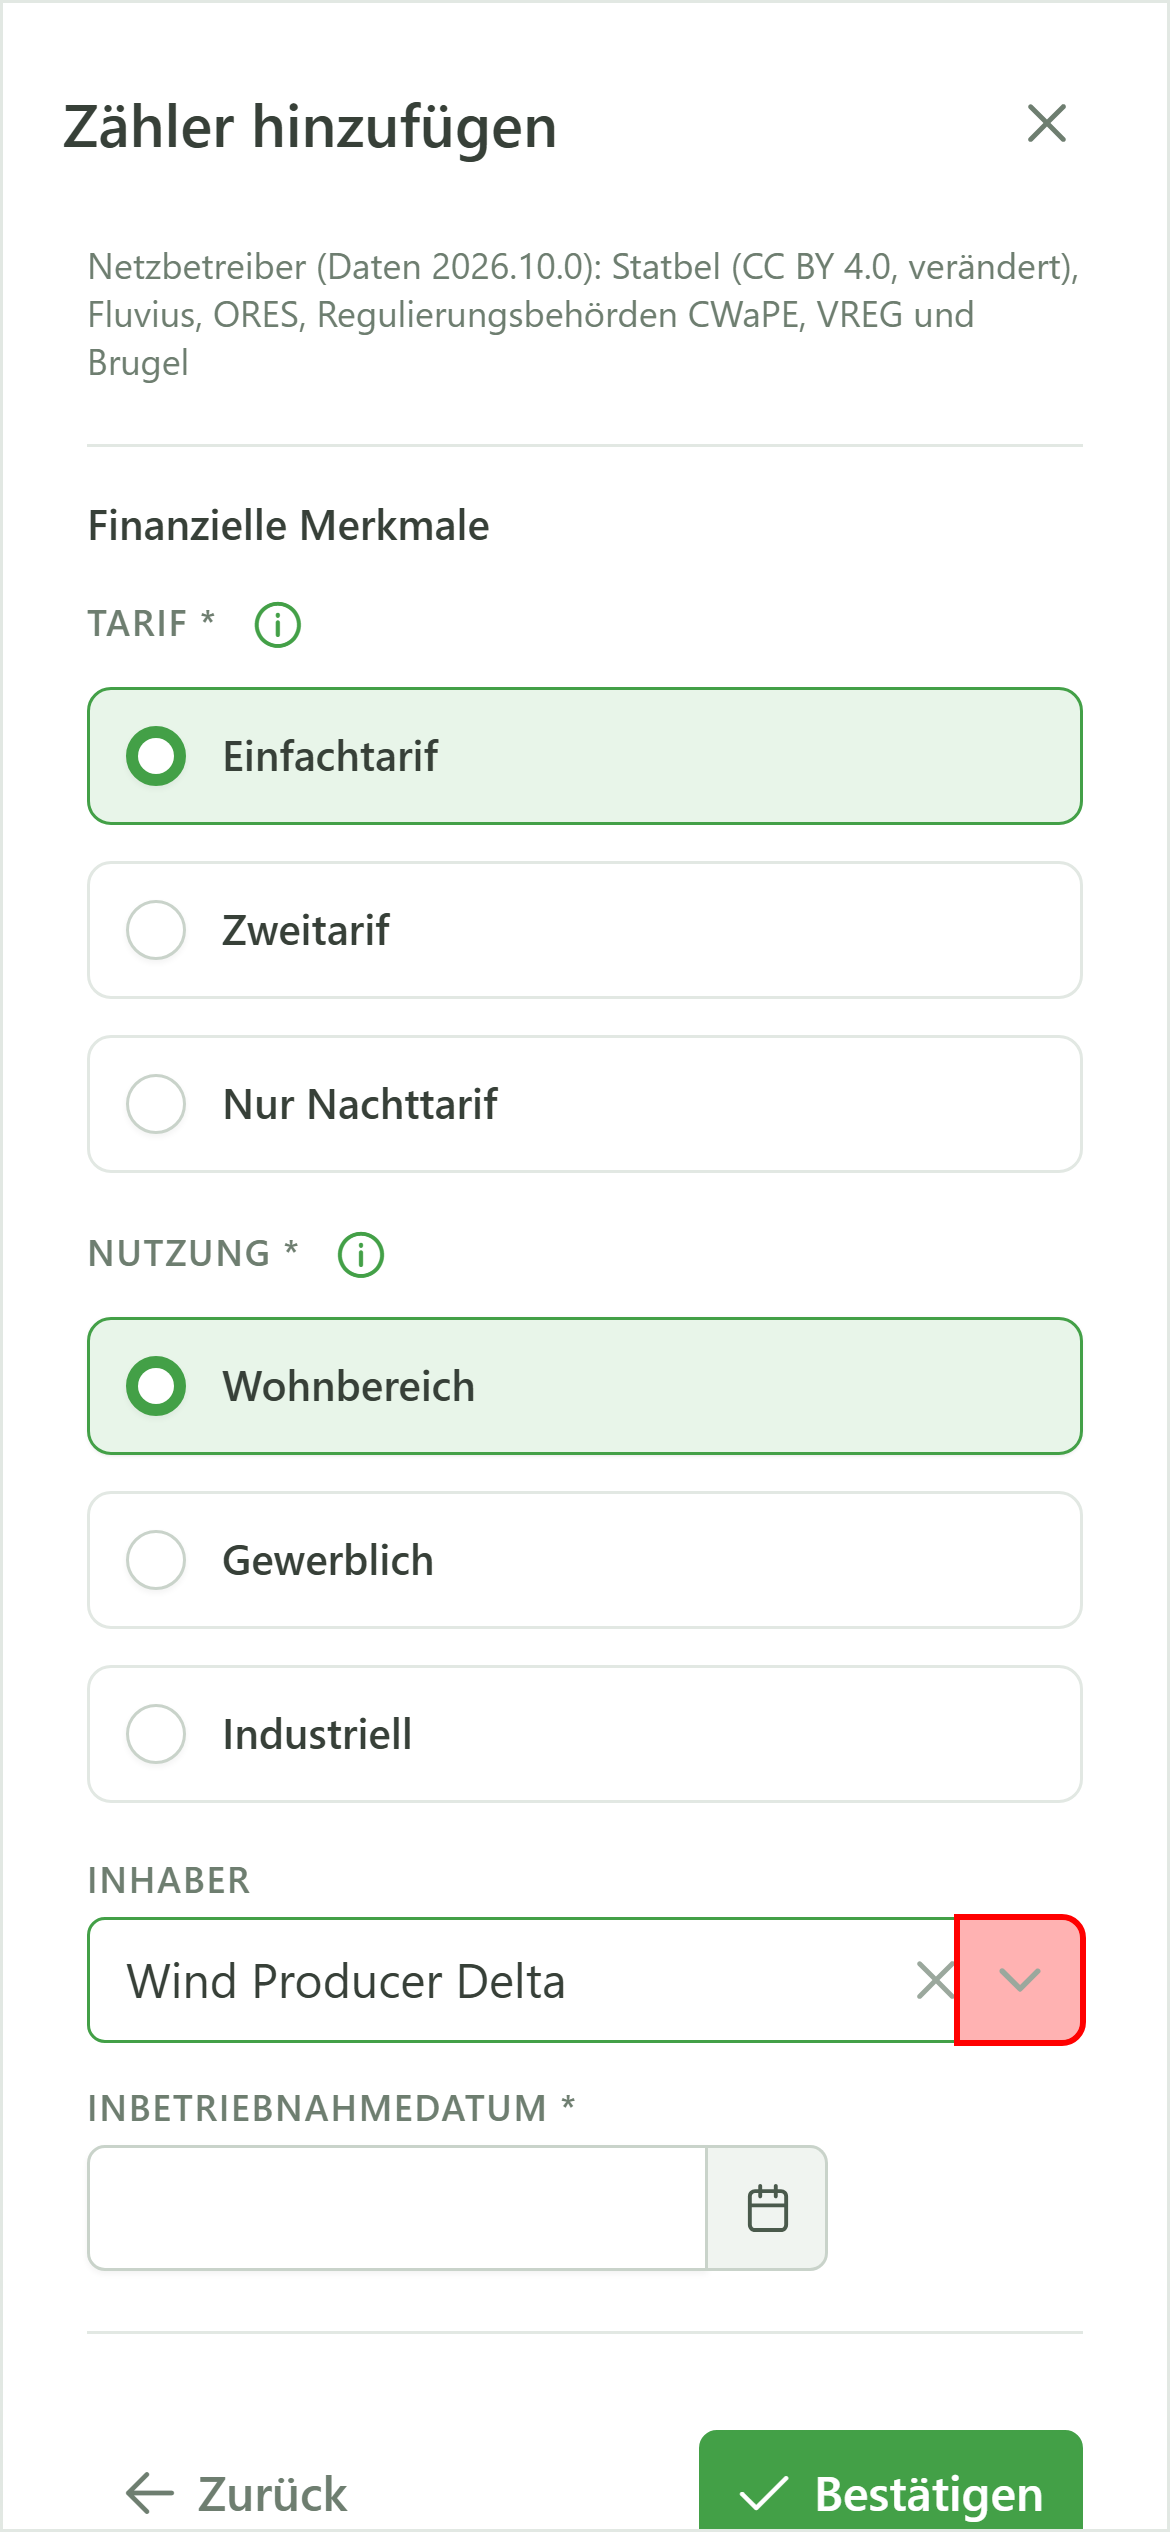 Zähler hinzufügen
Netzbetreiber (Daten 2026.10.0): Statbel (CC BY 4.0, verändert),
Fluvius, ORES, Regulierungsbehörden CWaPE, VREG und
Brugel
Finanzielle Merkmale
TARIF *
Einfachtarif
Zweitarif
Nur Nachttarif
NUTZUNG *
Wohnbereich
Gewerblich
Industriell
INHABER
Wind Producer Delta
INBETRIEBNAHMEDATUM *
Zurück
Bestätigen